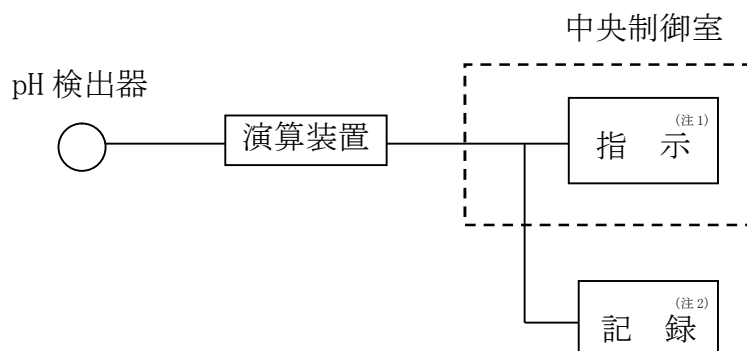 中央制御室
pH 検出器
演算装置
指 示 (注 1)
記 録 (注 2)